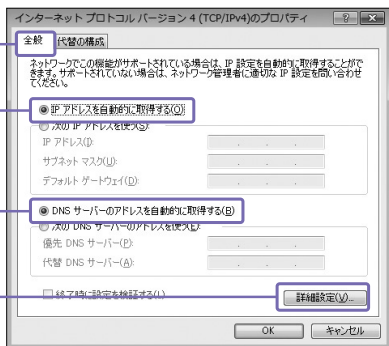 インターネット プロトコル バージョン 4 (TCP/IPv4)のプロパティ
全般 代替の構成
ネットワークでこの機能がサポートされている場合は、IP 設定を自動的に取得することがで
きます。サポートされていない場合は、ネットワーク管理者に適切な IP 設定を問い合わせ
てください。
IP アドレスを自動的に取得する(O)
次の IP アドレスを使う(S):
IP アドレス(I):
サブネット マスク(U):
デフォルト ゲートウェイ(D):
DNS サーバーのアドレスを自動的に取得する(B)
次の DNS サーバーのアドレスを使う(E):
優先 DNS サーバー(P):
代替 DNS サーバー(A):
終了時に設定を検証する(L)
詳細設定(V)...
OK キャンセル